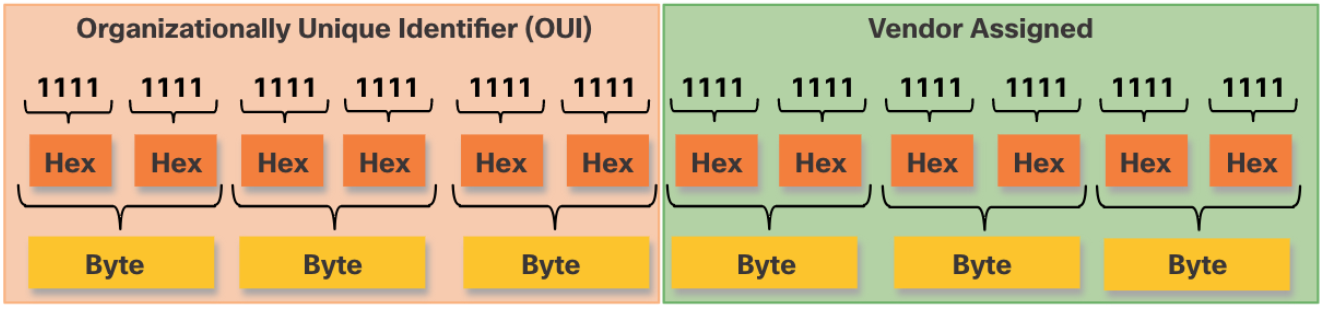 Organizationally Unique Identifier (OUI) Vendor Assigned
1111 1111 1111 1111 1111 1111 1111 1111 1111 1111 1111 1111
Hex Hex Hex Hex Hex Hex Hex Hex Hex Hex Hex Hex
Byte Byte Byte Byte Byte Byte